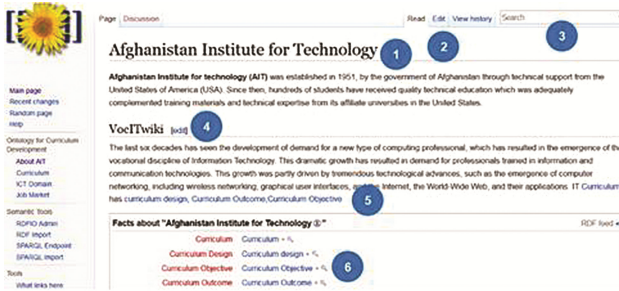 Page Discussion Read Edit View history Search
Afghanistan Institute for Technology 1
2 3
Afghanistan Institute for technology (AIT) was established in 1951, by the government of Afghanistan through technical support from the
United States of America (USA). Since then, hundreds of students have received quality technical education which was adequately
complemented training materials and technical expertise from its affiliate universities in the United States.
VocITwiki [edit] 4
The last six decades has seen the development of demand for a new type of computing professional, which has resulted in the emergence of th
vocational discipline of Information Technology. This dramatic growth has resulted in demand for professionals trained in information and
communication technologies. This growth was partly driven by tremendous technological advances, such as the emergence of computer
networking, including wireless networking, graphical user interfaces, Internet, the World-Wide Web, and their applications. IT Curriculum
has curriculum design, Curriculum Outcome,Curriculum Objective 5
Facts about "Afghanistan Institute for Technology" RDF feed
Curriculum Curriculum +
Curriculum Design Curriculum design +
Curriculum Objective Curriculum Objective + 6
Curriculum Outcome Curriculum Outcome +
Main page
Recent changes
Random page
Help
Ontology for Curriculum
Development
About AIT
Curriculum
ICT Domain
Job Market
Semantic Tools
RDFIO Admin
RDF Import
SPARQL Endpoint
SPARQL Import
Tools
What links here